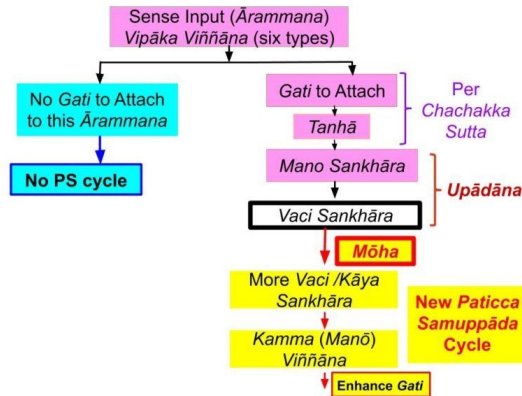 Sense Input (Ārammana)
Vipāka Viññāna (six types)
No Gati to Attach
to this Ārammana
No PS cycle
Gati to Attach
Tanhā
Per
Chachakka
Sutta
Mano Sankhāra
Vaci Sankhāra
Upādāna
Mōha
More Vaci /Kāya
Sankhāra
Kamma (Manō)
Viññāna
Enhance Gati
New Paticca
Samuppāda
Cycle